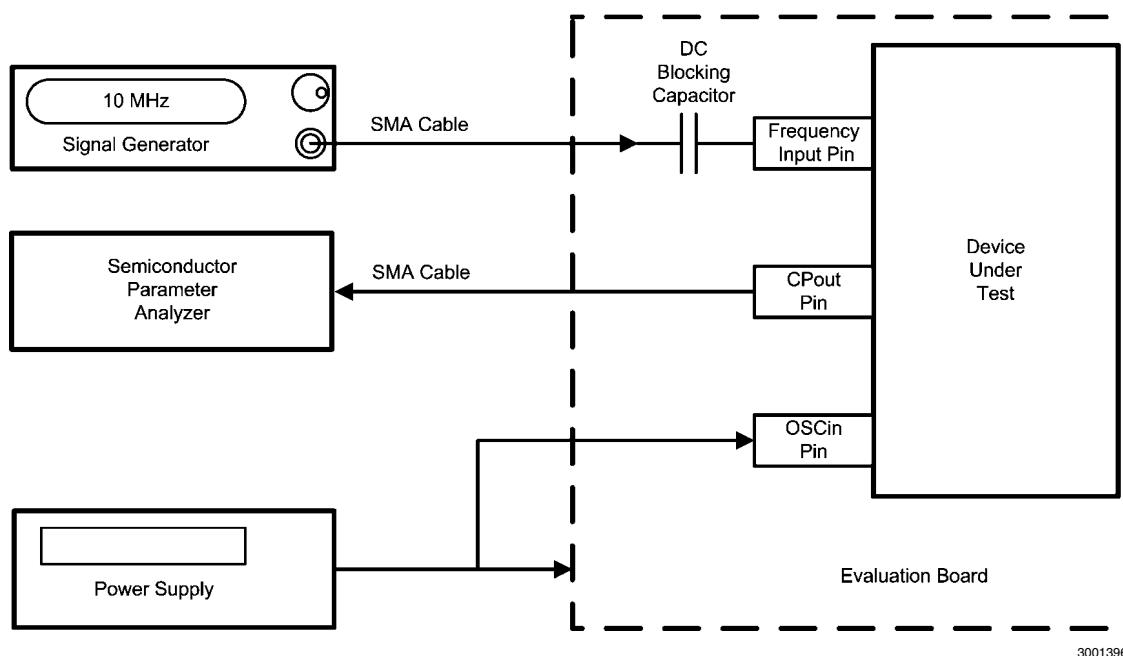 DC
Blocking
Capacitor
10 MHz
Signal Generator
SMA Cable
Frequency
Input Pin
Semiconductor
Parameter
Analyzer
SMA Cable
CPout
Pin
Device
Under
Test
OSCin
Pin
Power Supply
Evaluation Board
3001396